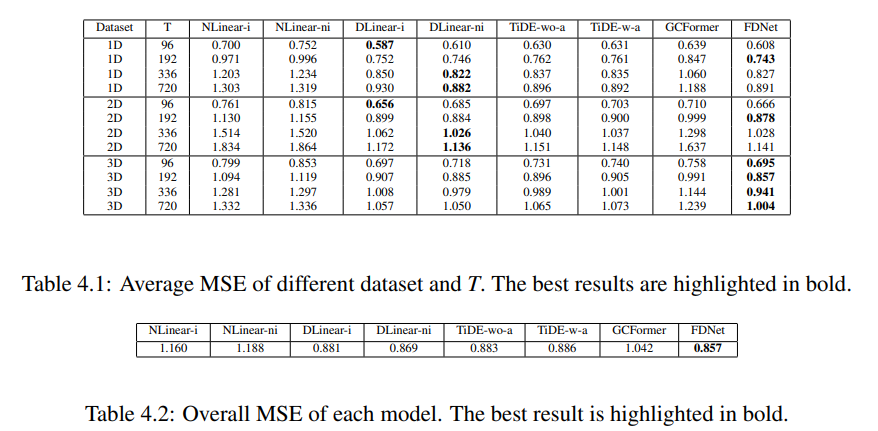 Dataset T NLinear-i NLinear-ni DLinear-i DLinear-ni TiDE-wo-a TiDE-w-a GCFormer FDNet
1D 96 0.700 0.752 0.587 0.610 0.630 0.631 0.639 0.608
1D 192 0.971 0.996 0.752 0.746 0.762 0.761 0.847 0.743
1D 336 1.203 1.234 0.850 0.822 0.837 0.835 1.060 0.827
1D 720 1.303 1.319 0.930 0.882 0.896 0.892 1.188 0.891
2D 96 0.761 0.815 0.656 0.685 0.697 0.703 0.710 0.666
2D 192 1.130 1.155 0.899 0.884 0.898 0.900 0.999 0.878
2D 336 1.514 1.520 1.062 1.026 1.040 1.037 1.298 1.028
2D 720 1.834 1.864 1.172 1.136 1.151 1.148 1.637 1.141
3D 96 0.799 0.853 0.697 0.718 0.731 0.740 0.758 0.695
3D 192 1.094 1.119 0.907 0.885 0.896 0.905 0.991 0.857
3D 336 1.281 1.297 1.008 0.979 0.989 1.001 1.144 0.941
3D 720 1.332 1.336 1.057 1.050 1.065 1.073 1.239 1.004
Table 4.1: Average MSE of different dataset and T. The best results are highlighted in bold.
NLinear-i NLinear-ni DLinear-i DLinear-ni TiDE-wo-a TiDE-w-a GCFormer FDNet
1.160 1.188 0.881 0.869 0.883 0.886 1.042 0.857
Table 4.2: Overall MSE of each model. The best result is highlighted in bold.